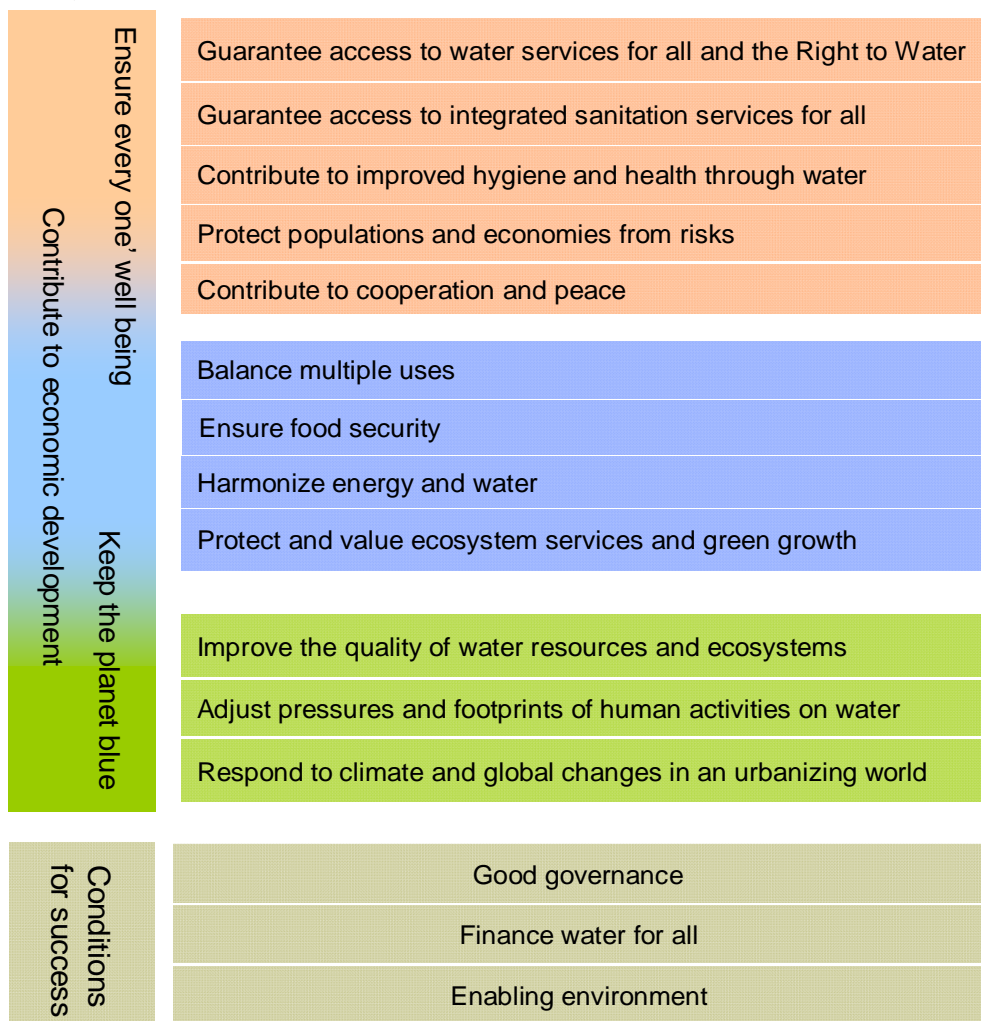 Ensure every one’ well being
Contribute to economic development
Keep the planet blue
Guarantee access to water services for all and the Right to Water
Guarantee access to integrated sanitation services for all
Contribute to improved hygiene and health through water
Protect populations and economies from risks
Contribute to cooperation and peace
Balance multiple uses
Ensure food security
Harmonize energy and water
Protect and value ecosystem services and green growth
Improve the quality of water resources and ecosystems
Adjust pressures and footprints of human activities on water
Respond to climate and global changes in an urbanizing world
Conditions
for success
Good governance
Finance water for all
Enabling environment